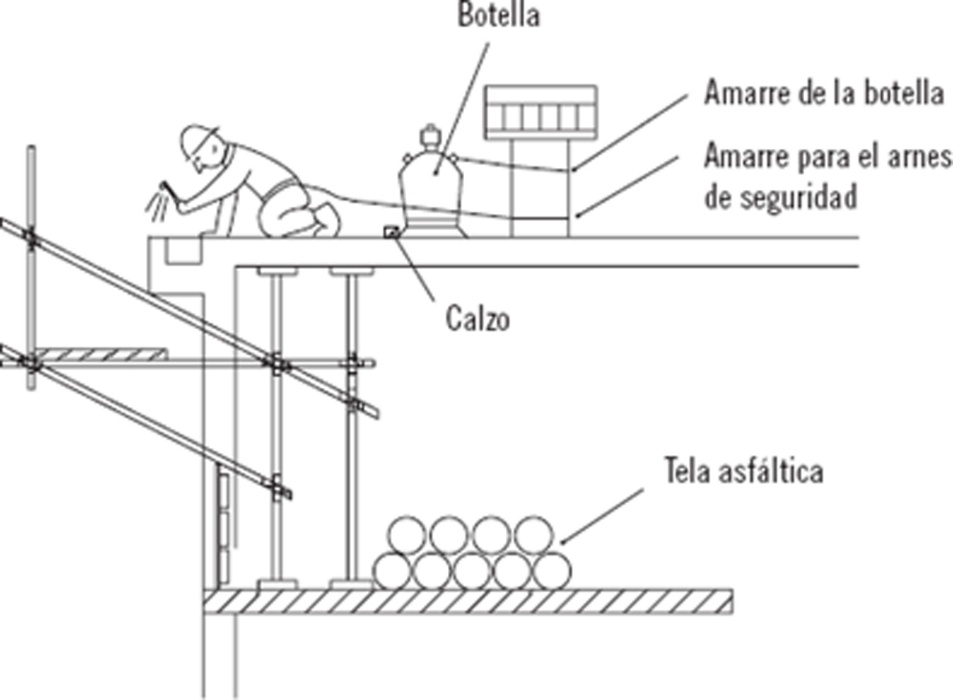 Botella
Amarre de la botella
Amarre para el arnes
de seguridad
Calzo
Tela asfáltica